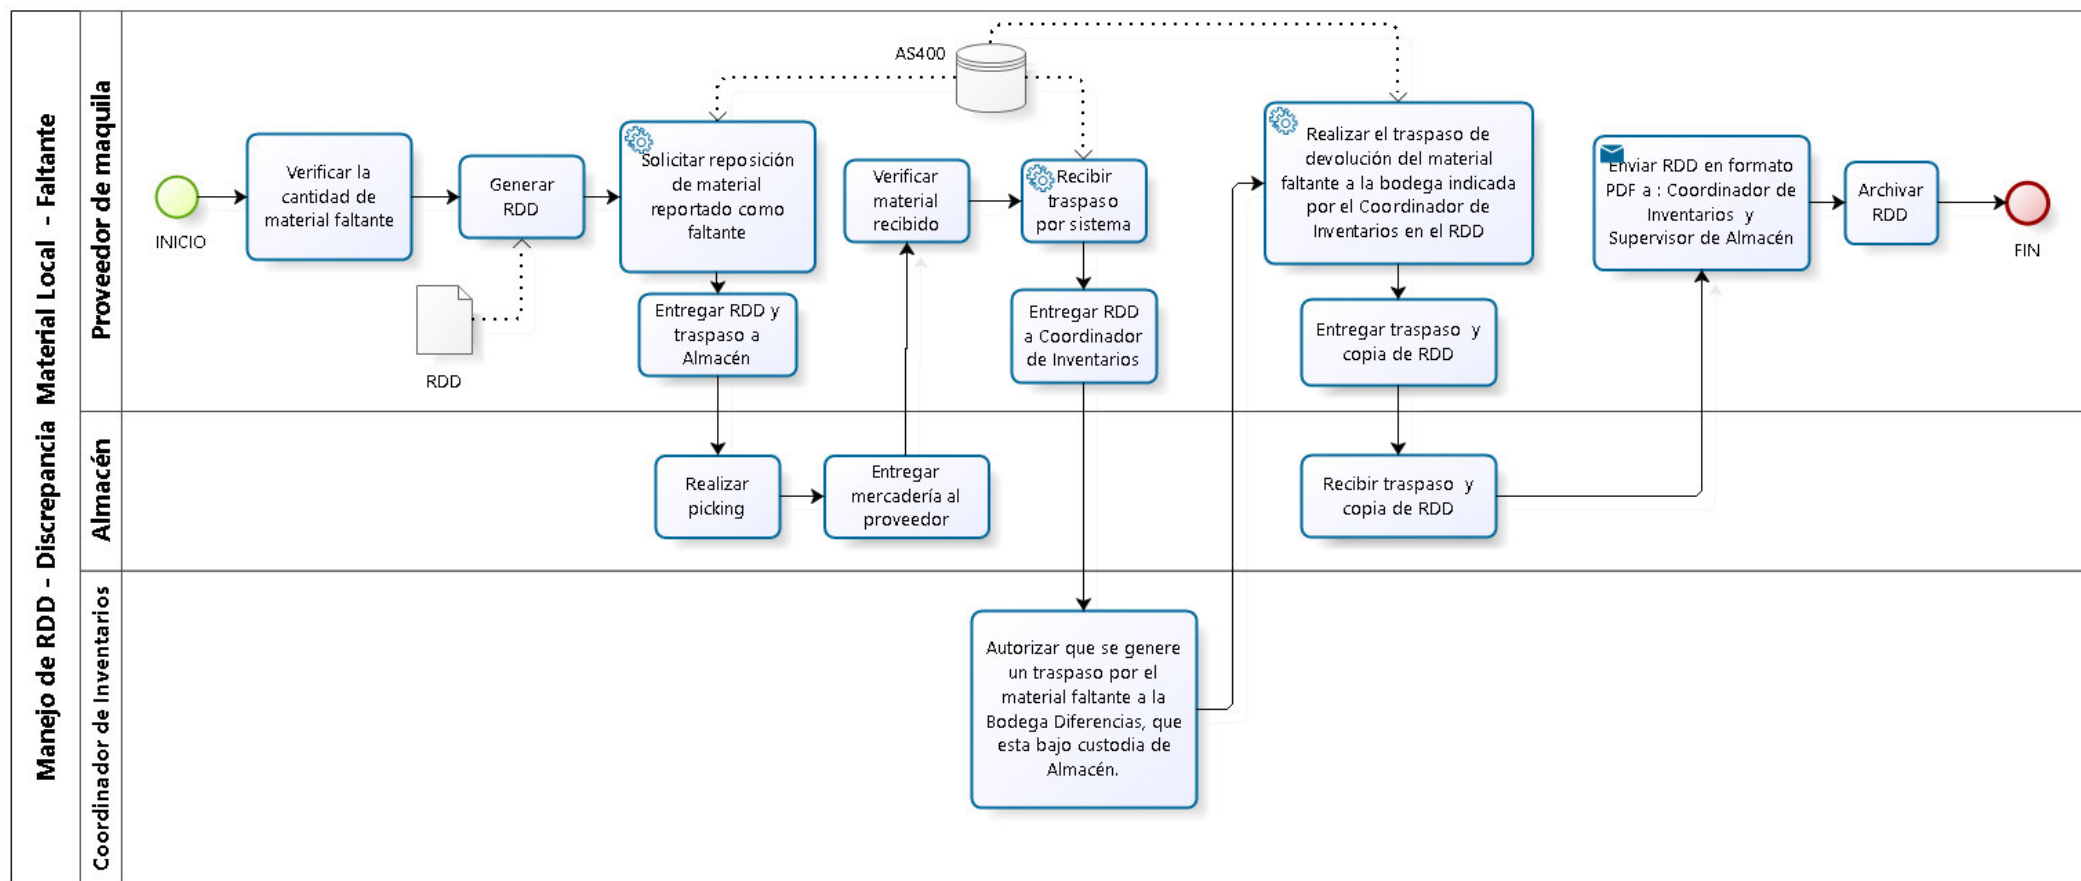 Manejo de RDD - Discrepancia Material Local - Faltante
Proveedor de maquila
Almacén
Coordinador de Inventarios
INICIO
Verificar la
cantidad de
material faltante
Generar
RDD
RDD
Solicitar reposición
de material
reportado como
faltante
Entregar RDD y
traspaso a
Almacén
Realizar
picking
Entregar
mercadería al
proveedor
Verificar
material
recibido
AS400
Recibir
traspaso
por sistema
Entregar RDD
a Coordinador
de Inventarios
Autorizar que se genere
un traspaso por el
material faltante a la
Bodega Diferencias, que
esta bajo custodia de
Almacén.
Realizar el traspaso de
devolución del material
faltante a la bodega indicada
por el Coordinador de
Inventarios en el RDD
Entregar traspaso y
copia de RDD
Recibir traspaso y
copia de RDD
Enviar RDD en formato
PDF a : Coordinador de
Inventarios y
Supervisor de Almacén
Archivar
RDD
FIN